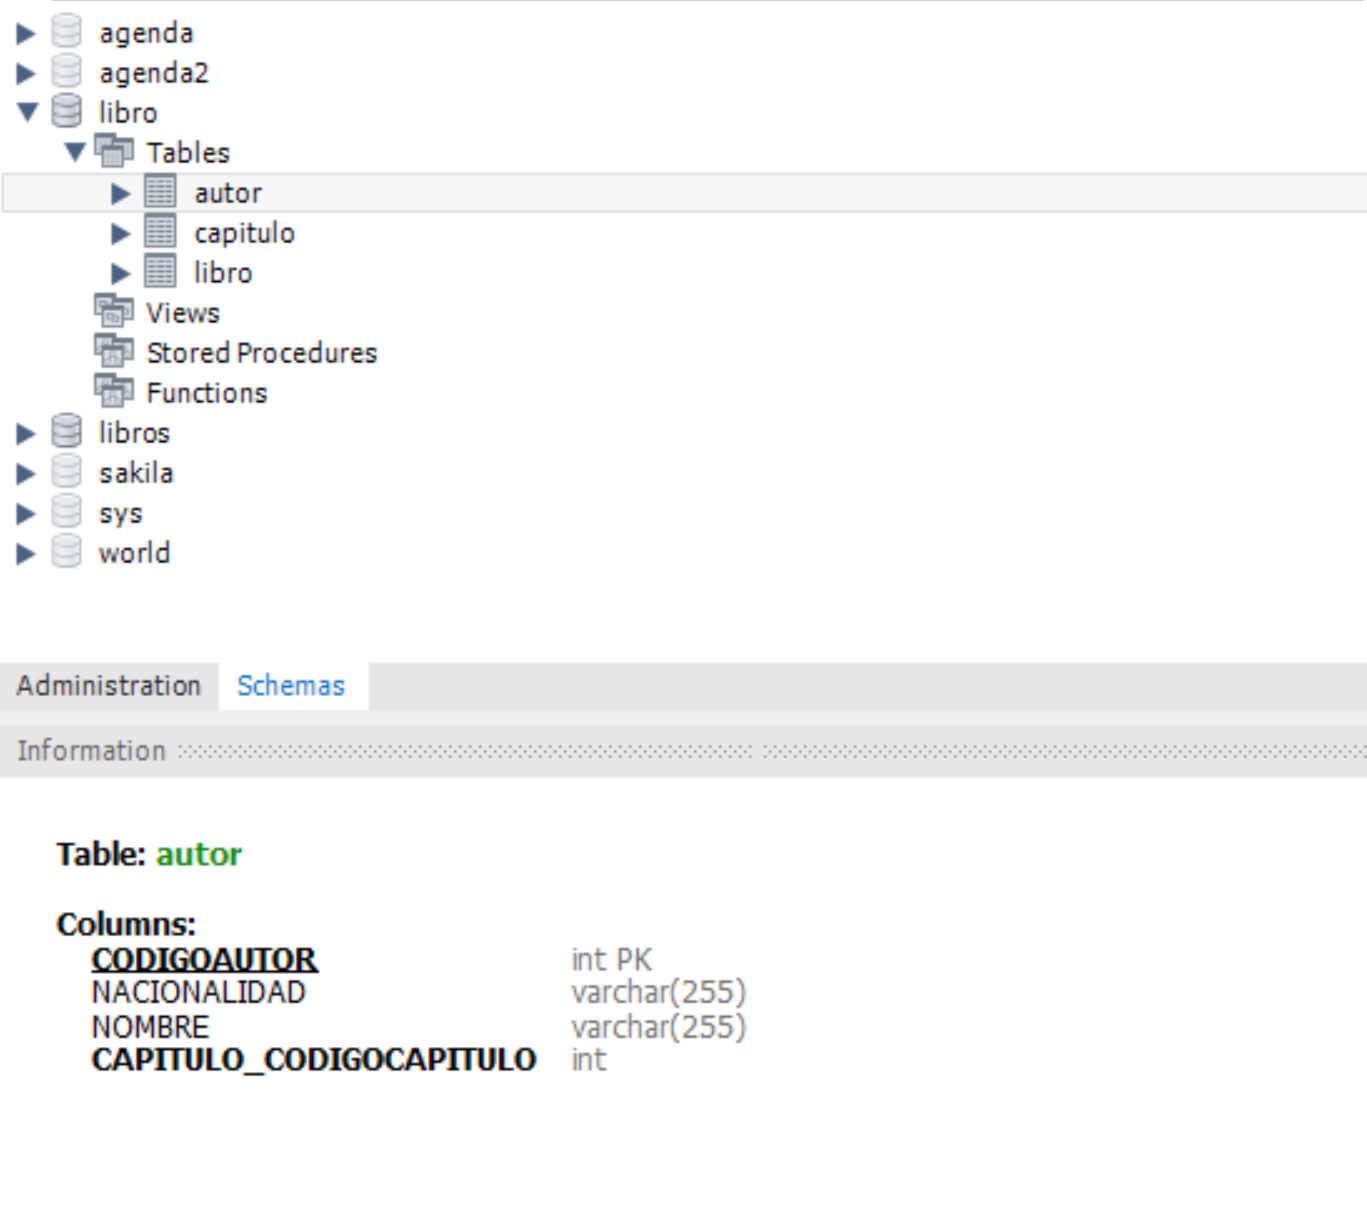 agenda
agenda2
libro
Tables
autor
capitulo
libro
Views
Stored Procedures
Functions
libros
sakila
sys
world
Administration Schemas
Information
Table: autor
Columns:
CODIGOAUTOR int PK
NACIONALIDAD varchar(255)
NOMBRE varchar(255)
CAPITULO_CODIGOCAPITULO int